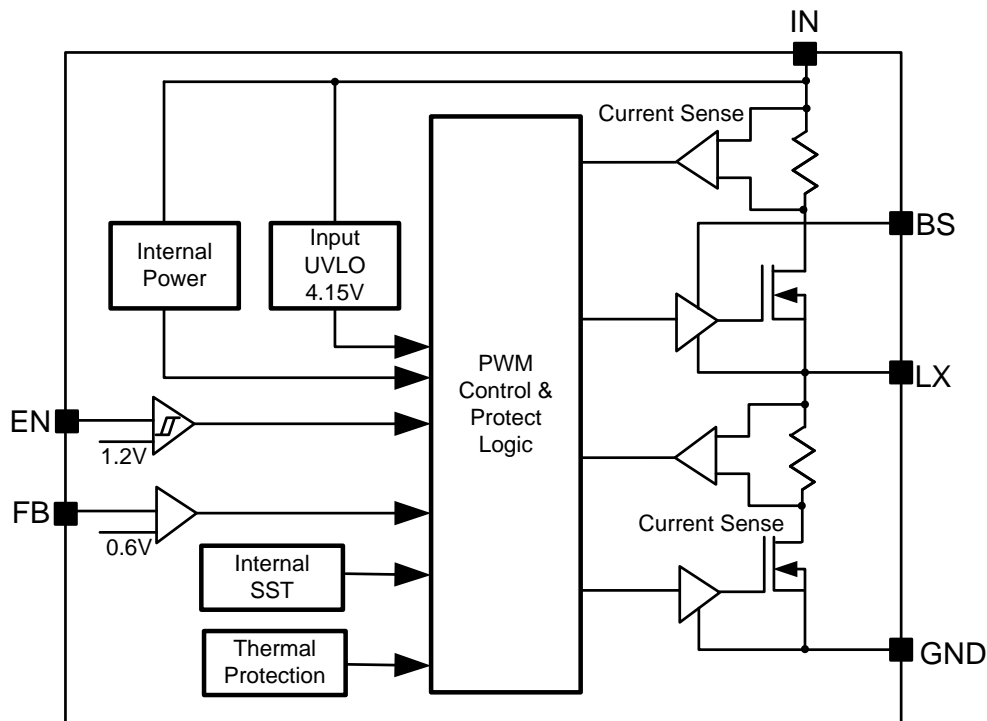 IN
Current Sense
BS
Internal
Power
Input
UVLO
4.15V
PWM
Control &
Protect
Logic
LX
EN
1.2V
FB
0.6V
Current Sense
Internal
SST
Thermal
Protection
GND